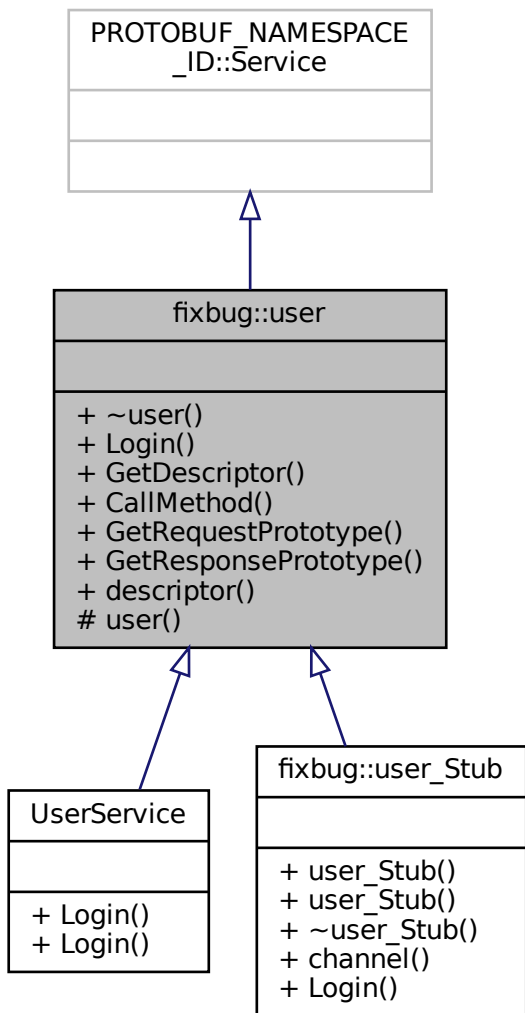 PROTOBUF_NAMESPACE
_ID::Service
fixbug::user
+ ~user()
+ Login()
+ GetDescriptor()
+ CallMethod()
+ GetRequestPrototype()
+ GetResponsePrototype()
+ descriptor()
# user()
UserService
+ Login()
+ Login()
fixbug::user_Stub
+ user_Stub()
+ user_Stub()
+ ~user_Stub()
+ channel()
+ Login()